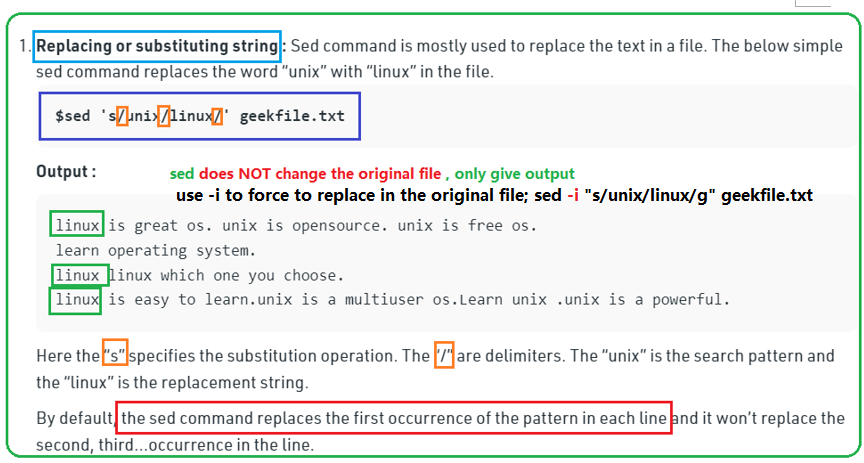 1. Replacing or substituting string : Sed command is mostly used to replace the text in a file. The below simple
sed command replaces the word “unix” with “linux” in the file.
$sed 's/unix/linux/' geekfile.txt
Output :
sed does NOT change the original file , only give output
use -i to force to replace in the original file; sed -i "s/unix/linux/g" geekfile.txt
linux is great os. unix is opensource. unix is free os.
learn operating system.
linux linux which one you choose.
linux is easy to learn.unix is a multiuser os.Learn unix .unix is a powerful.
Here the “s” specifies the substitution operation. The “/” are delimiters. The “unix” is the search pattern and
the “linux” is the replacement string.
By default, the sed command replaces the first occurrence of the pattern in each line and it won’t replace the
second, third…occurrence in the line.